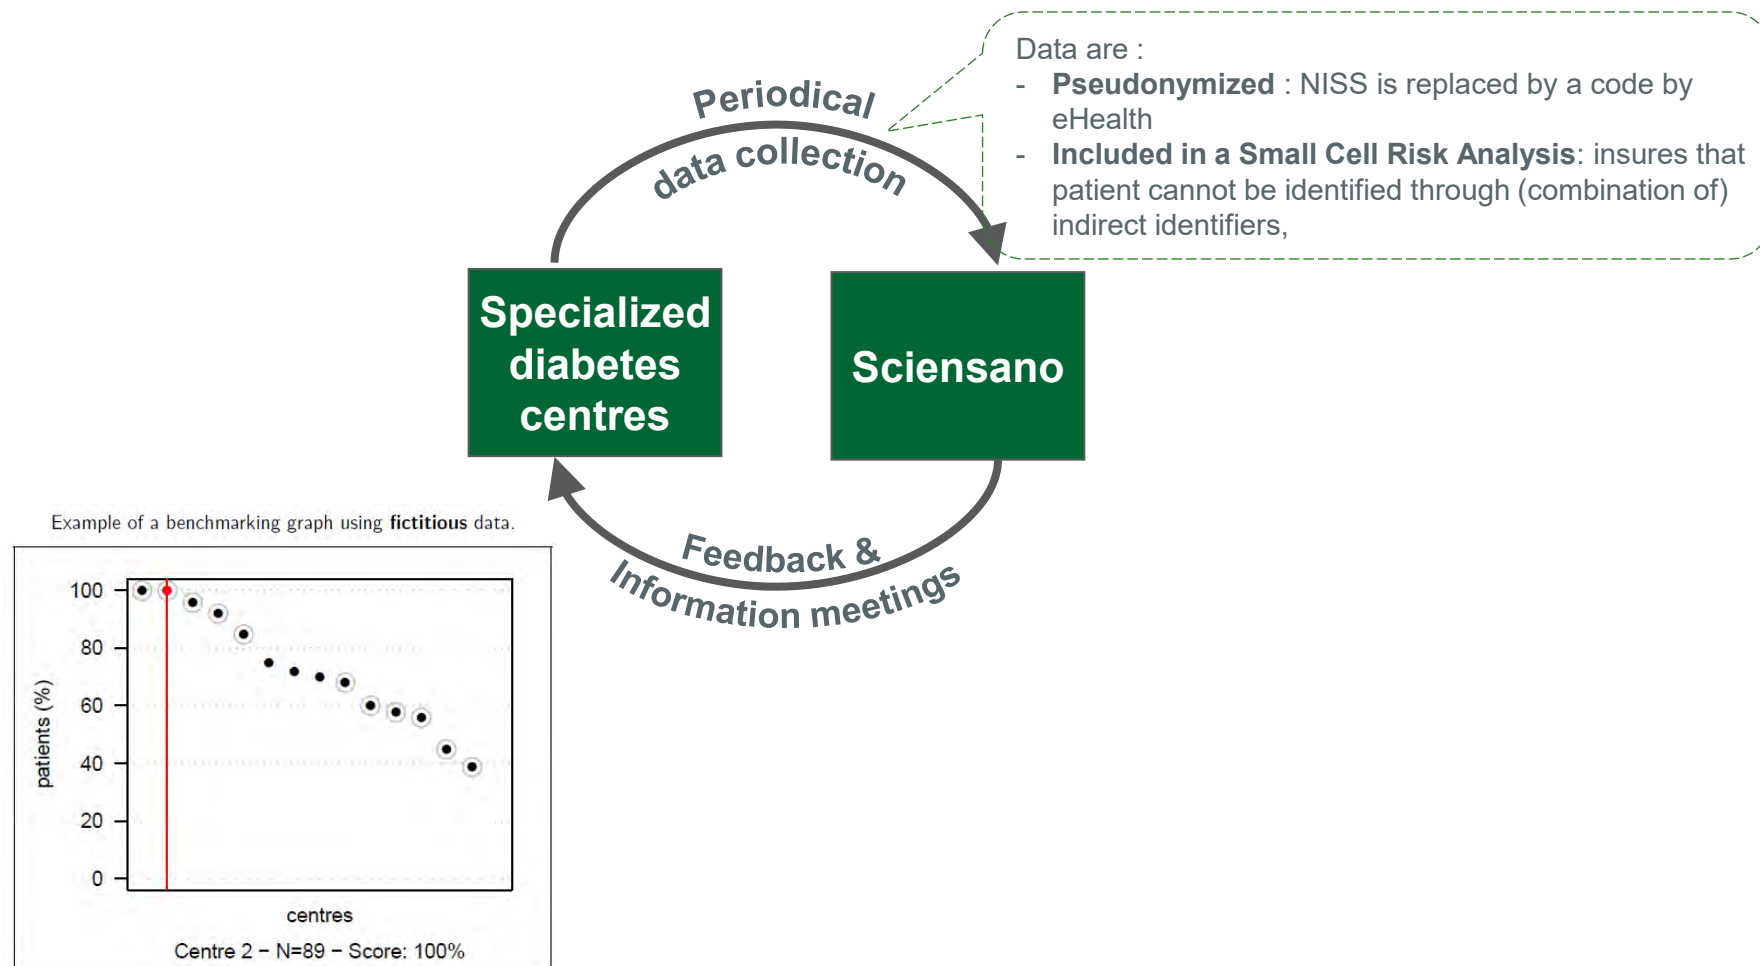 Data are :
- Pseudonymized : NISS is replaced by a code by
eHealth
- Included in a Small Cell Risk Analysis: insures that
patient cannot be identified through (combination of)
indirect identifiers,
Periodical
data collection
Specialized
diabetes
centres
Sciensano
Feedback &
Information meetings
Example of a benchmarking graph using fictitious data.
100
80
60
40
20
0
patients (%)
centres
Centre 2 − N=89 − Score: 100%